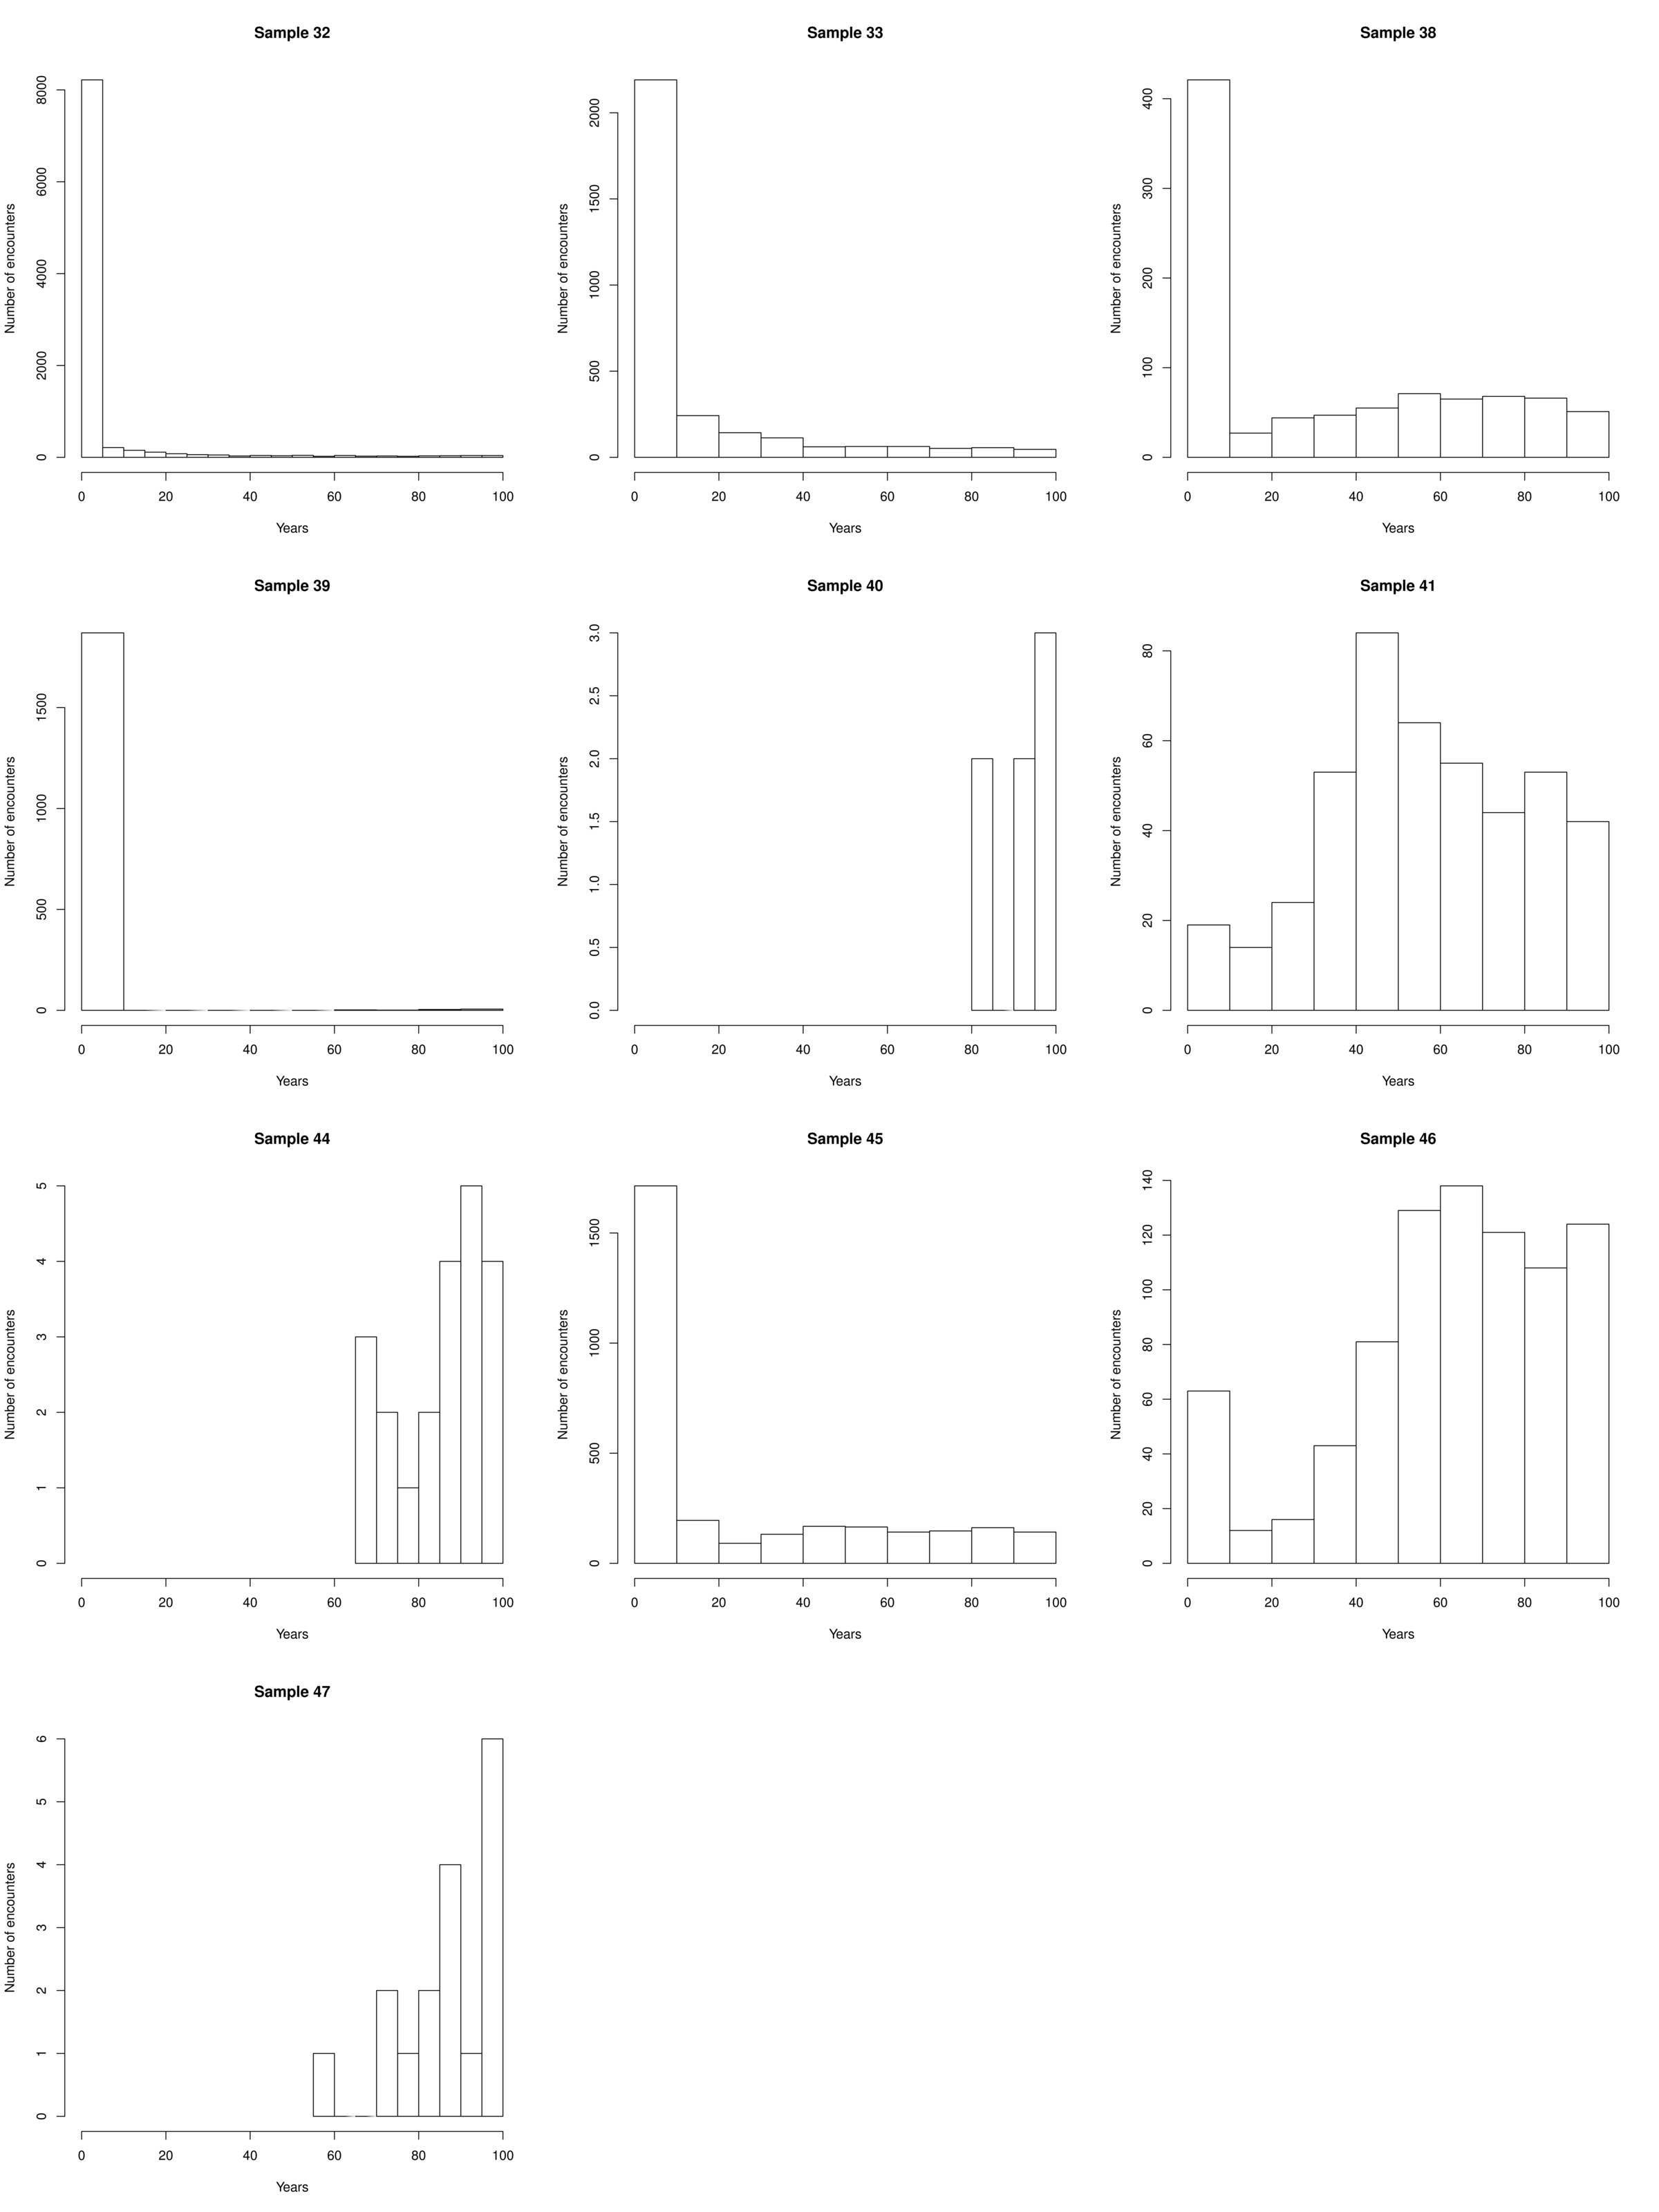 Sample 32
Number of encounters
8000
6000
4000
2000
0
0 20 40 60 80 100
Years
Sample 33
Number of encounters
2000
1500
1000
500
0
0 20 40 60 80 100
Years
Sample 38
Number of encounters
400
300
200
100
0
0 20 40 60 80 100
Years
Sample 39
Number of encounters
1500
1000
500
0
0 20 40 60 80 100
Years
Sample 40
Number of encounters
3.0
2.5
2.0
1.5
1.0
0.5
0.0
0 20 40 60 80 100
Years
Sample 41
Number of encounters
80
60
40
20
0
0 20 40 60 80 100
Years
Sample 44
Number of encounters
5
4
3
2
1
0
0 20 40 60 80 100
Years
Sample 45
Number of encounters
1500
1000
500
0
0 20 40 60 80 100
Years
Sample 46
Number of encounters
140
120
100
80
60
40
20
0
0 20 40 60 80 100
Years
Sample 47
Number of encounters
6
5
4
3
2
1
0
0 20 40 60 80 100
Years